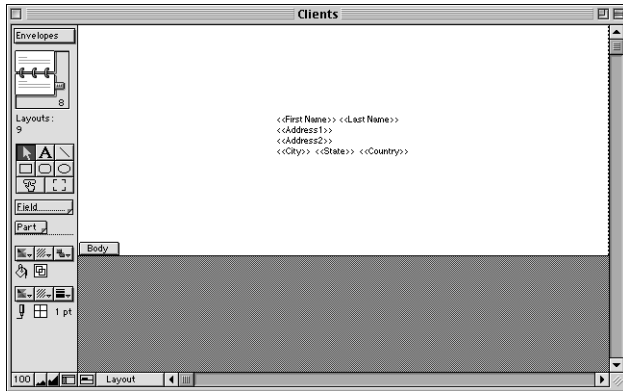 Clients
Envelopes
8
Layouts:
9
A
Field
Part
1 pt
<<First Name>> <<Last Name>>
<<Address1>>
<<Address2>>
<<City>> <<State>> <<Country>>
Body
100
Layout